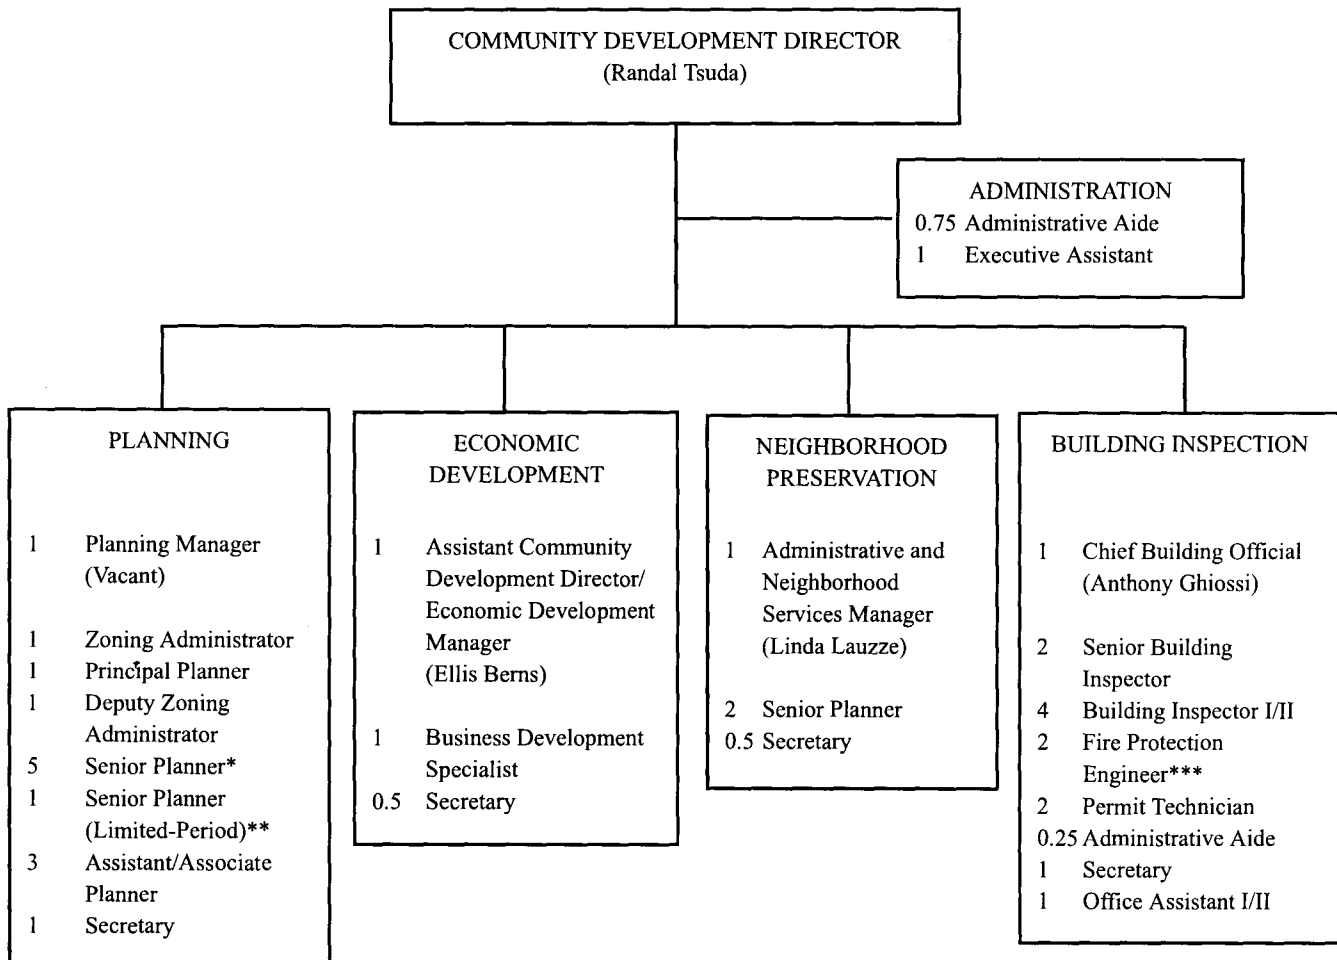 COMMUNITY DEVELOPMENT DIRECTOR
(Randal Tsuda)
ADMINISTRATION
0.75 Administrative Aide
1 Executive Assistant
PLANNING
1 Planning Manager
(Vacant)
1 Zoning Administrator
1 Principal Planner
1 Deputy Zoning
Administrator
5 Senior Planner*
1 Senior Planner
(Limited-Period)**
3 Assistant/Associate
Planner
1 Secretary
ECONOMIC
DEVELOPMENT
1 Assistant Community
Development Director/
Economic Development
Manager
(Ellis Berns)
1 Business Development
Specialist
0.5 Secretary
NEIGHBORHOOD
PRESERVATION
1 Administrative and
Neighborhood
Services Manager
(Linda Lauzze)
2 Senior Planner
0.5 Secretary
BUILDING INSPECTION
1 Chief Building Official
(Anthony Ghiossi)
2 Senior Building
Inspector
4 Building Inspector I/II
2 Fire Protection
Engineer***
2 Permit Technician
0.25 Administrative Aide
1 Secretary
1 Office Assistant I/II